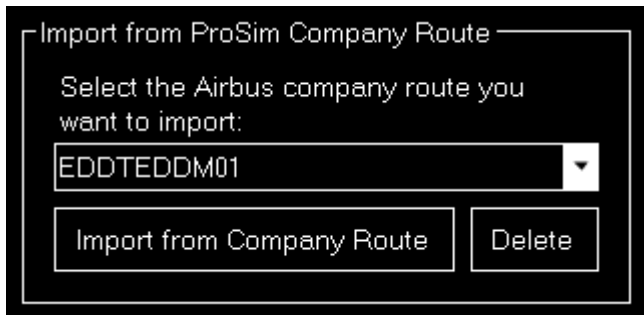 Import from ProSim Company Route
Select the Airbus company route you
want to import:
EDDTEDDM01
Import from Company Route
Delete